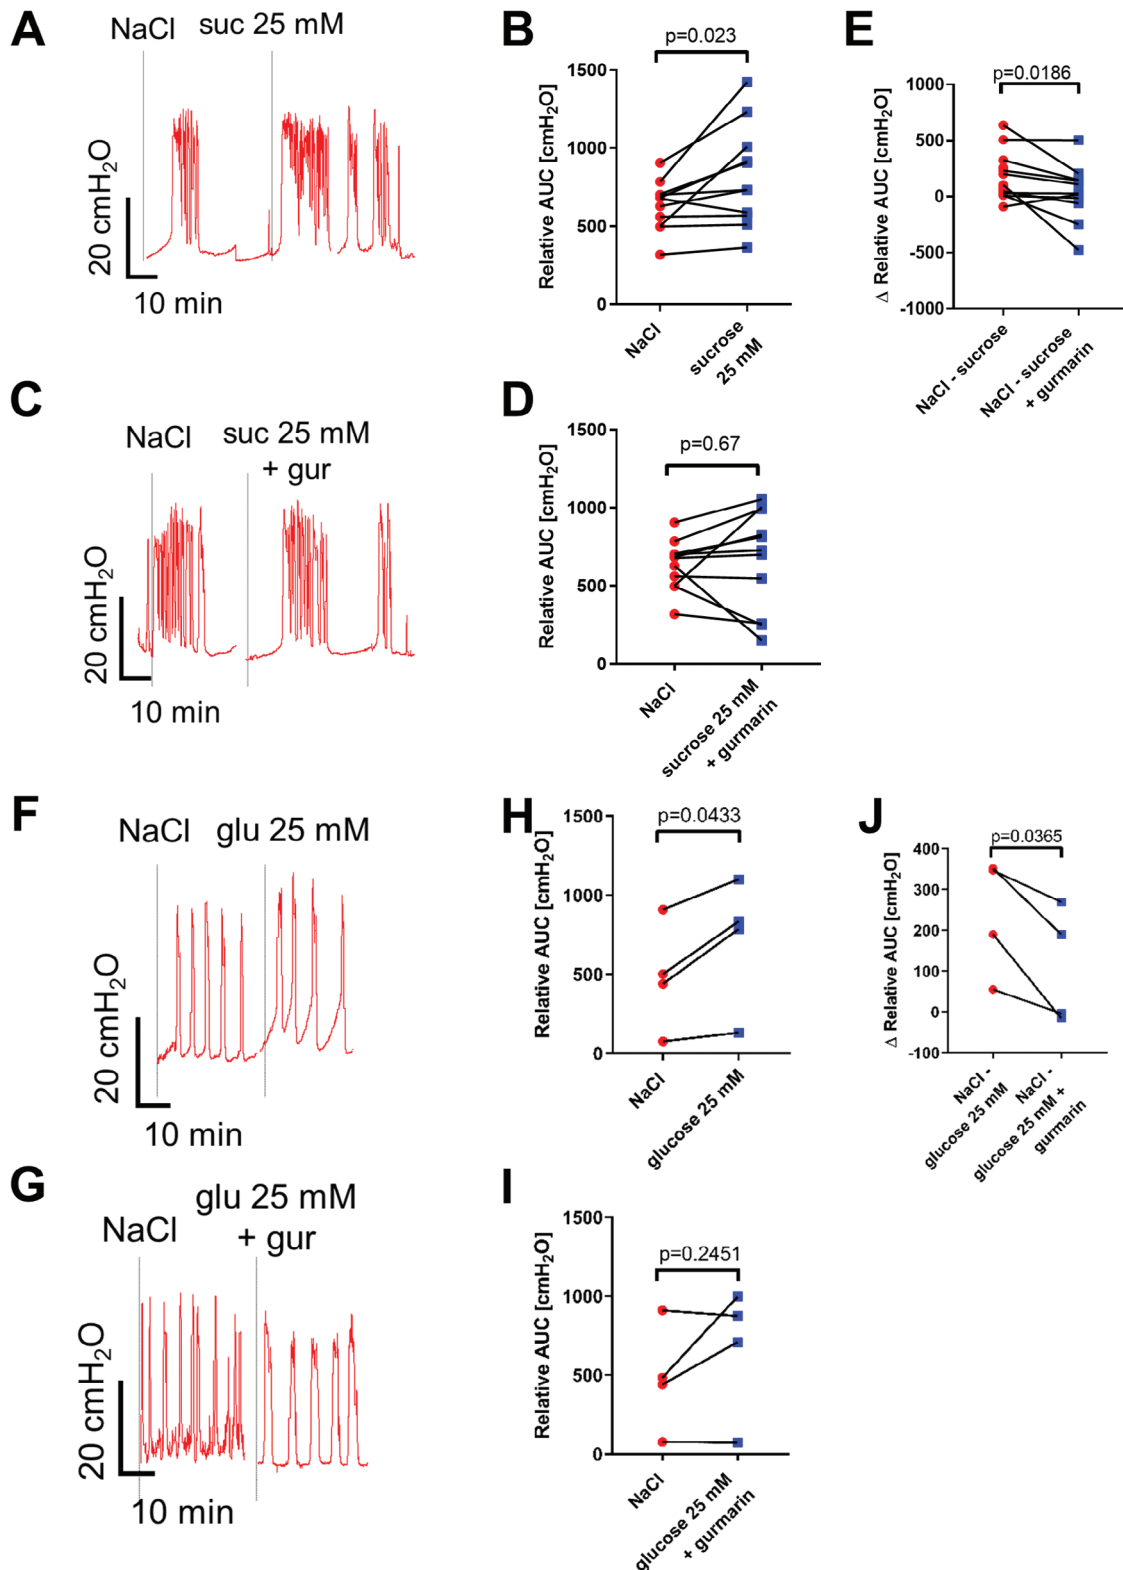 A
NaCl suc 25 mM
20 cmH2O
10 min
B
p=0.023
Relative AUC [cmH2O]
1500
1000
500
0
NaCl
sucrose
25 mM
E
p=0.0186
Δ Relative AUC [cmH2O]
1000
500
0
-500
-1000
NaCl - sucrose
NaCl - sucrose
+ gurmarin
C
NaCl suc 25 mM
+ gur
20 cmH2O
10 min
D
p=0.67
Relative AUC [cmH2O]
1500
1000
500
0
NaCl
sucrose 25 mM
+ gurmarin
F
NaCl glu 25 mM
20 cmH2O
10 min
H
p=0.0433
Relative AUC [cmH2O]
1500
1000
500
0
NaCl
glucose 25 mM
J
p=0.0365
Δ Relative AUC [cmH2O]
400
300
200
100
0
-100
NaCl -
glucose 25 mM
NaCl -
glucose 25 mM +
gurmarin
G
glu 25 mM
NaCl + gur
20 cmH2O
10 min
I
p=0.2451
Relative AUC [cmH2O]
1500
1000
500
0
NaCl
glucose 25 mM
+ gurmarin